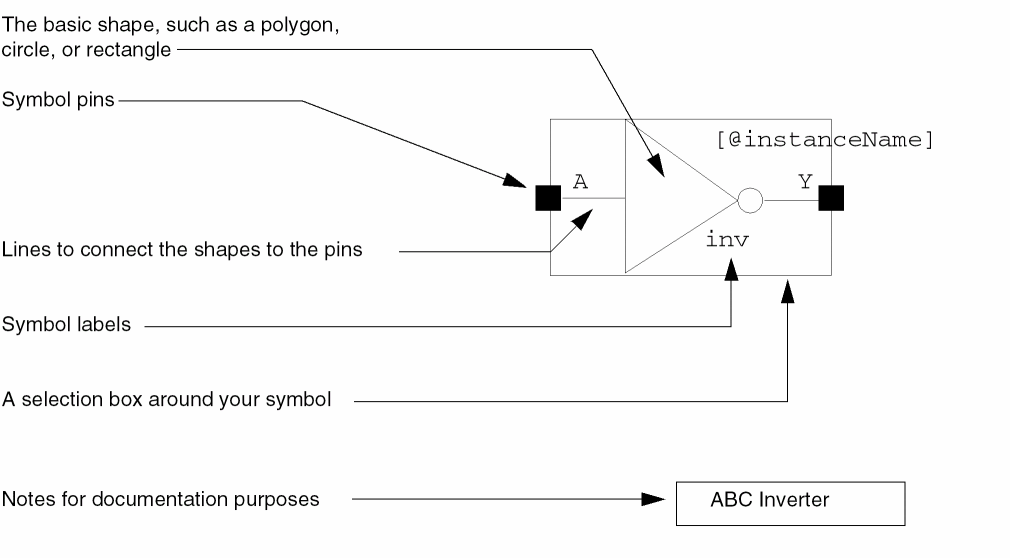 The basic shape, such as a polygon,
circle, or rectangle
Symbol pins
[@instanceName]
A
Y
Lines to connect the shapes to the pins
inv
Symbol labels
A selection box around your symbol
Notes for documentation purposes
ABC Inverter